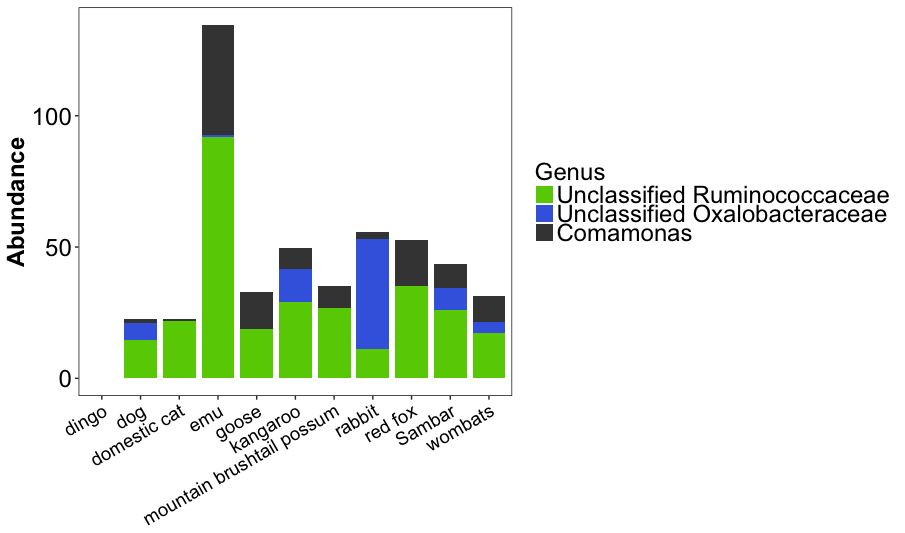 Abundance
100
50
0
dingo
dog
domestic cat
emu
goose
kangaroo
mountain brushtail possum
rabbit
red fox
Sambar
wombats
Genus
Unclassified Ruminococcaceae
Unclassified Oxalobacteraceae
Comamonas